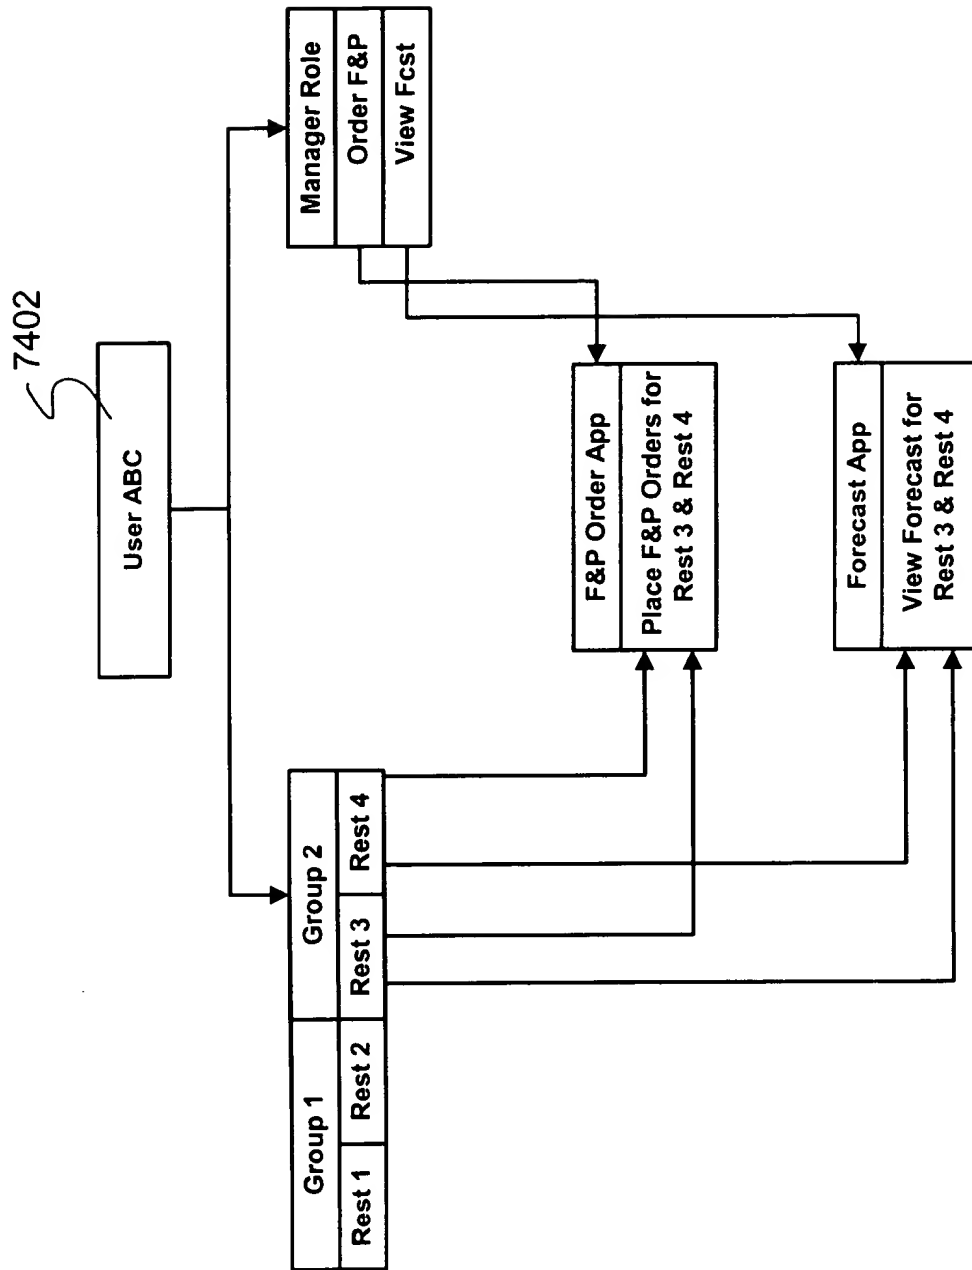 7402
User ABC
Group 1
Group 2
Rest 1
Rest 2
Rest 3
Rest 4
Manager Role
Order F&P
View Fcst
F&P Order App
Place F&P Orders for
Rest 3 & Rest 4
Forecast App
View Forecast for
Rest 3 & Rest 4